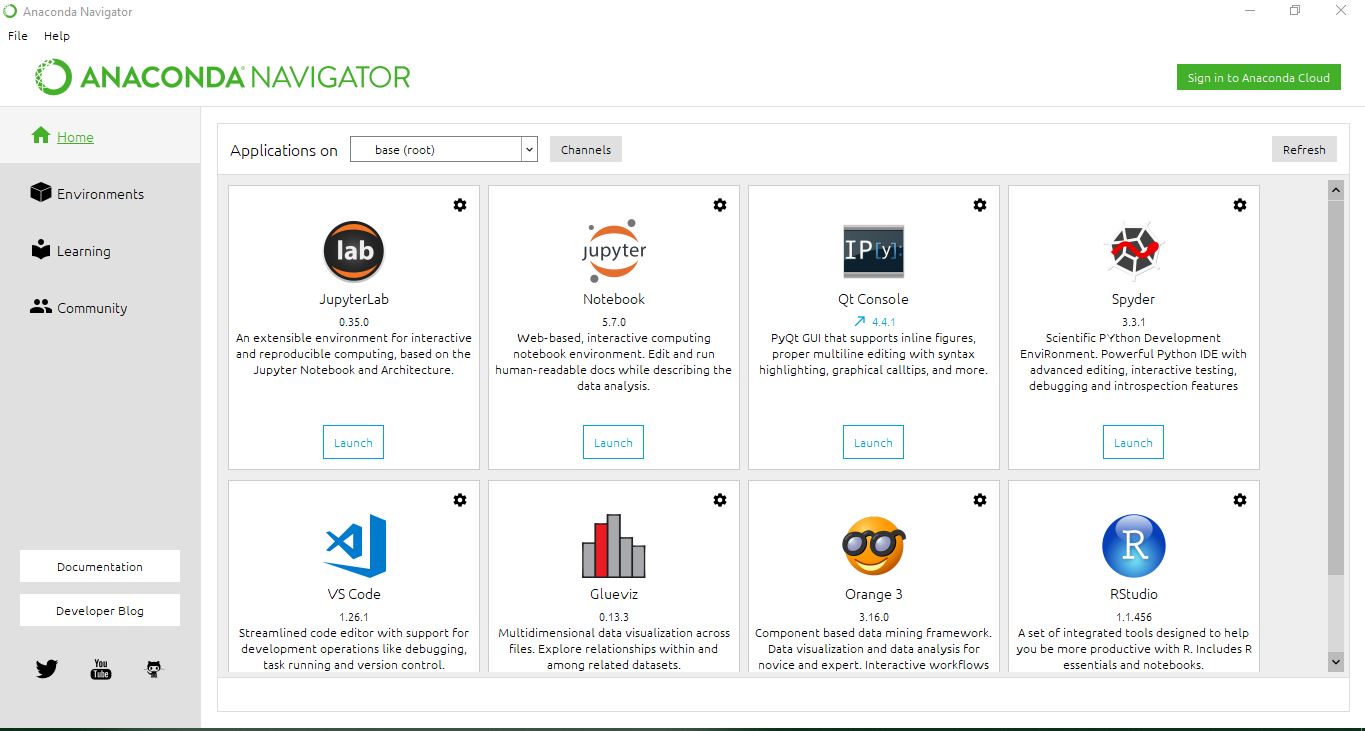 Anaconda Navigator
File Help
ANACONDA NAVIGATOR
Sign in to Anaconda Cloud
Home
Environments
Learning
Community
Documentation
Developer Blog
You
Tube
Applications on base (root) Channels Refresh
lab
JupyterLab
0.35.0
An extensible environment for interactive
and reproducible computing, based on the
Jupyter Notebook and Architecture.
Launch
jupyter
Notebook
5.7.0
Web-based, interactive computing
notebook environment. Edit and run
human-readable docs while describing the
data analysis.
Launch
IP[y]:
Qt Console
4.4.1
PyQt GUI that supports inline figures,
proper multiline editing with syntax
highlighting, graphical calltips, and more.
Launch
Spyder
3.3.1
Scientific PYthon Development
EnviRonment. Powerful Python IDE with
advanced editing, interactive testing,
debugging and introspection features
Launch
VS Code
1.26.1
Streamlined code editor with support for
development operations like debugging,
task running and version control.
Glueviz
0.13.3
Multidimensional data visualization across
files. Explore relationships within and
among related datasets.
Orange 3
3.16.0
Component based data mining framework.
Data visualization and data analysis for
novice and expert. Interactive workflows
R
RStudio
1.1.456
A set of integrated tools designed to help
you be more productive with R. Includes R
essentials and notebooks.